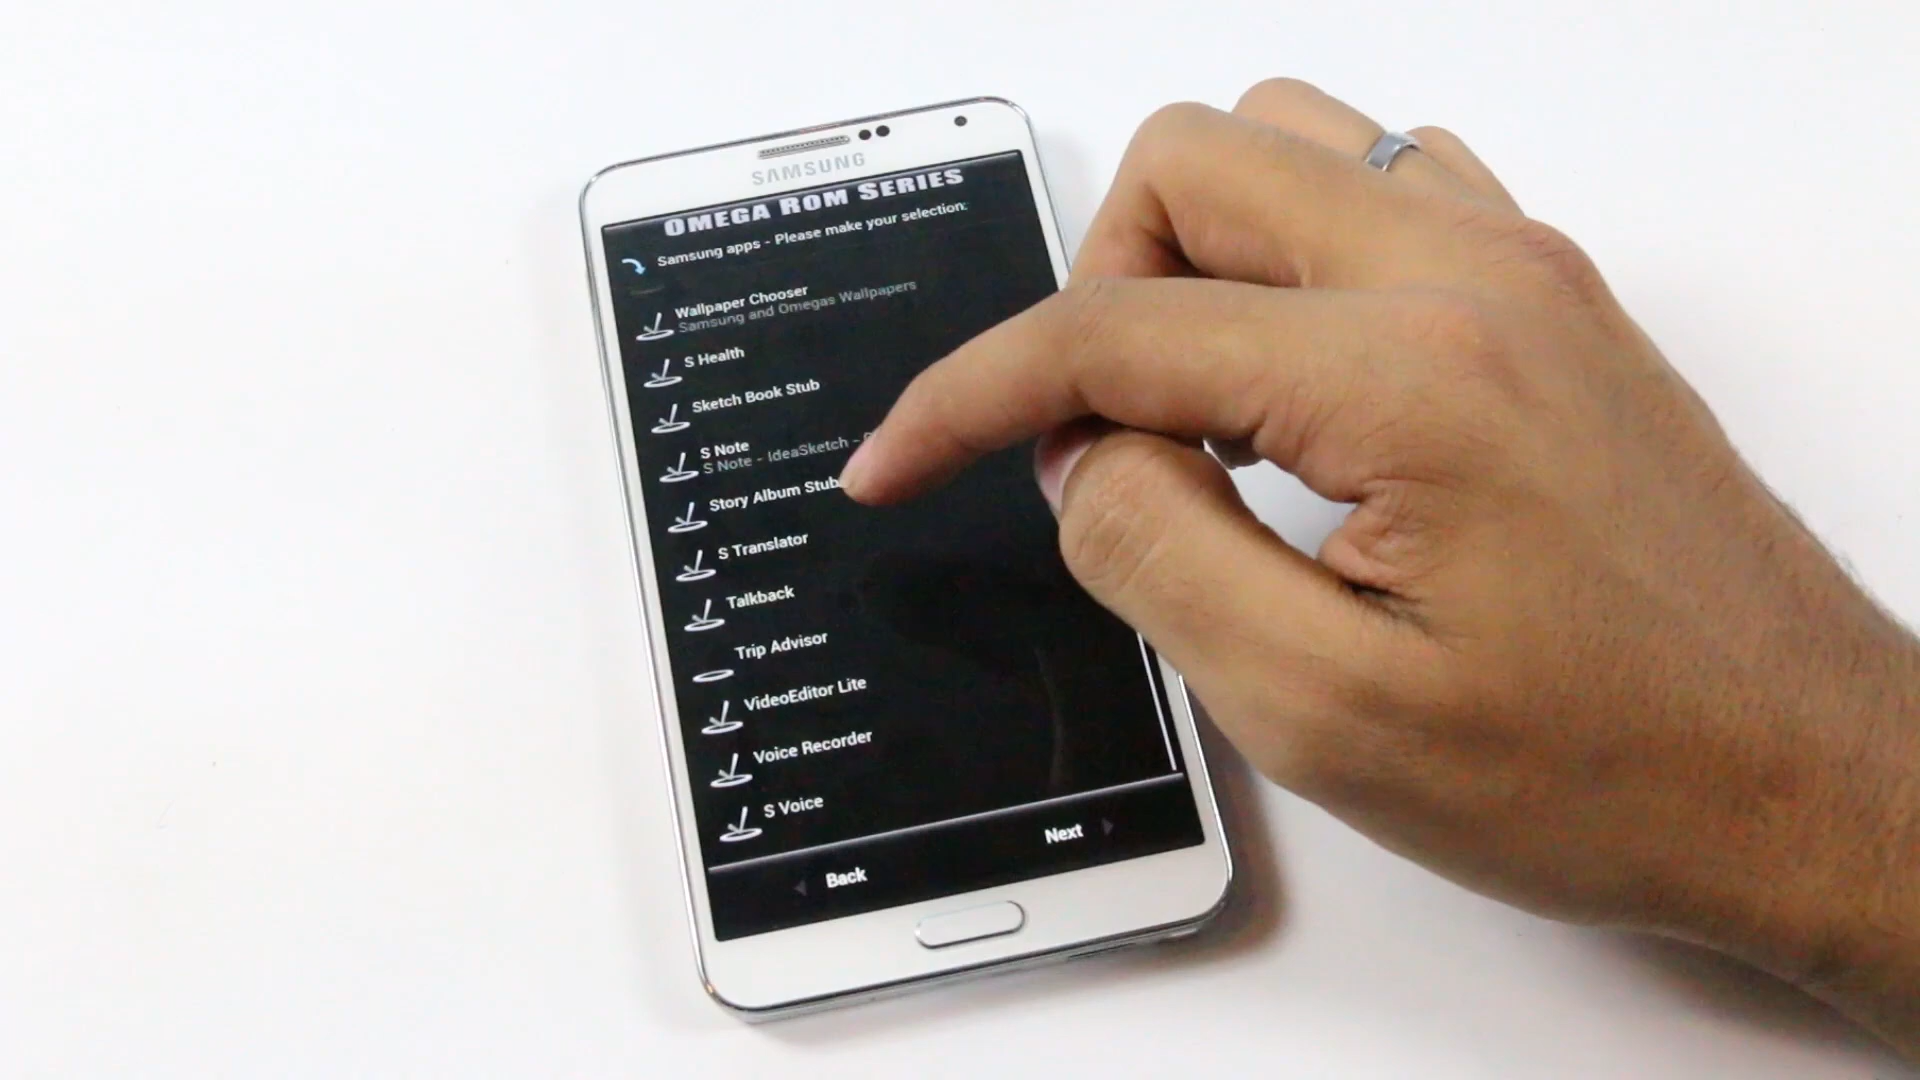 SAMSUNG
OMEGA ROM SERIES
Samsung apps - Please make your selection:
Wallpaper Chooser
Samsung and Omegas Wallpapers
S Health
Sketch Book Stub
S Note
S Note - IdeaSketch -
Story Album Stub
S Translator
Talkback
Trip Advisor
VideoEditor Lite
Voice Recorder
S Voice
Next
Back